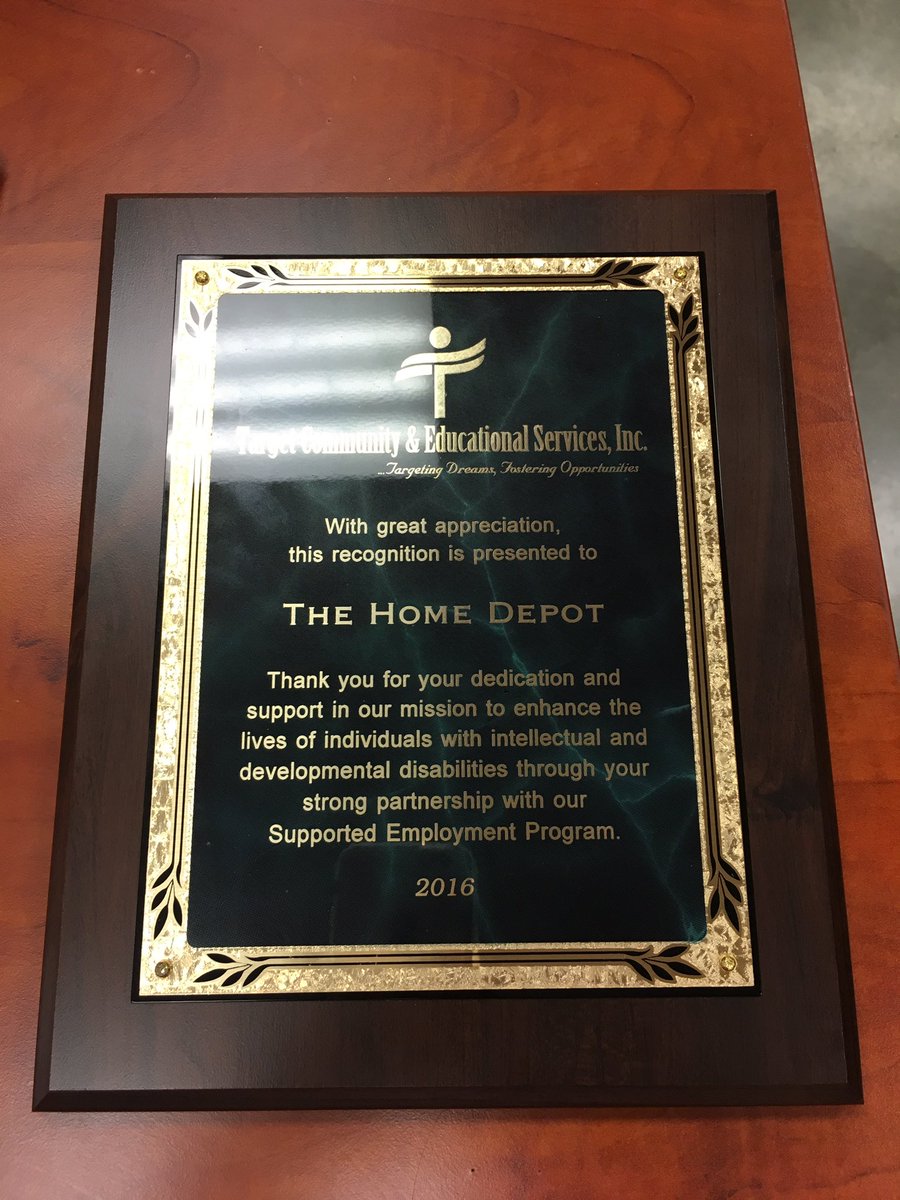 Target Community & Educational Services, Inc.
...Targeting Dreams, Fostering Opportunities
With great appreciation,
this recognition is presented to
THE HOME DEPOT
Thank you for your dedication and
support in our mission to enhance the
lives of individuals with intellectual and
developmental disabilities through your
strong partnership with our
Supported Employment Program.
2016